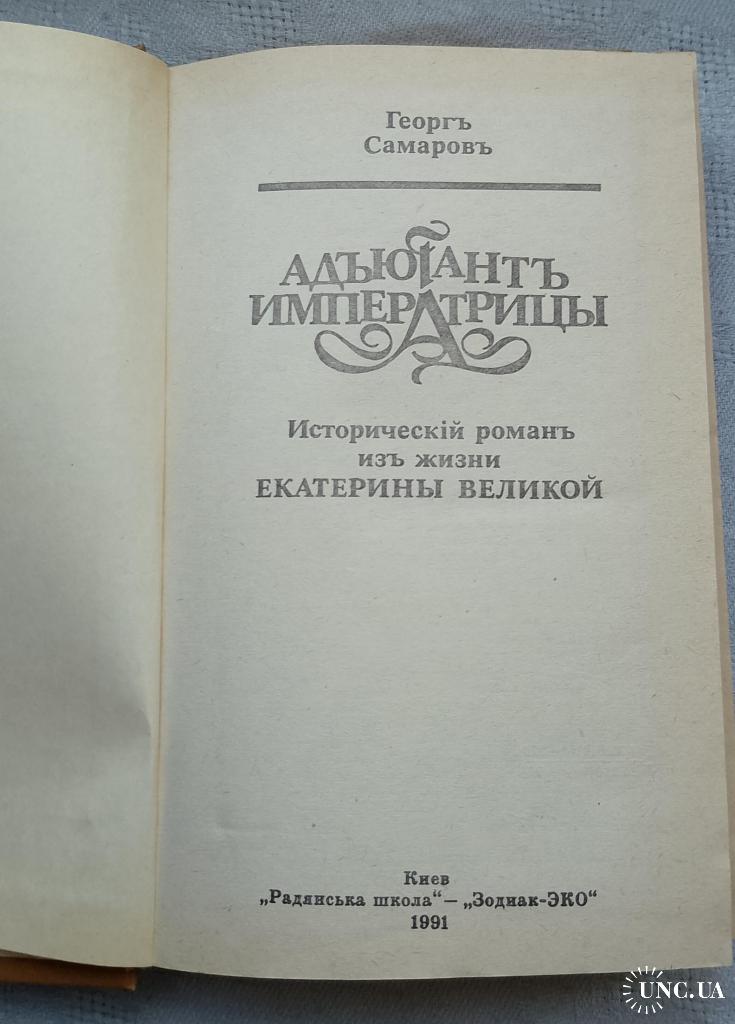 Георгъ
Самаровъ
АДЪЮТАНТЪ
ИМПЕРАТРИЦЫ
Историческій романъ
изъ жизни
ЕКАТЕРИНЫ ВЕЛИКОЙ
Киев
„Радянська школа“ — „Зодиак-ЭКО“
1991
UNC.UA